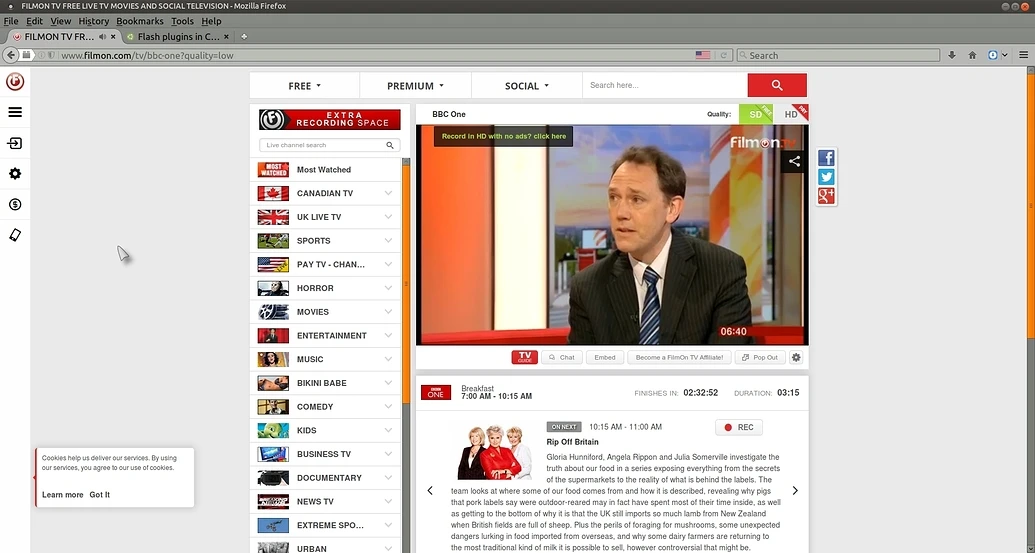 FILMON TV FREE LIVE TV MOVIES AND SOCIAL TELEVISION - Mozilla Firefox
File Edit View History Bookmarks Tools Help
FILMON TV FR...
Flash plugins in C...
www.filmon.com/tv/bbc-one?quality=low
Search
FREE
PREMIUM
SOCIAL
Search here...
EXTRA
RECORDING SPACE
Live channel search
MOST
WATCHED
Most Watched
CANADIAN TV
UK LIVE TV
SPORTS
PAY TV - CHAN...
HORROR
MOVIES
ENTERTAINMENT
MUSIC
BIKINI BABE
COMEDY
KIDS
BUSINESS TV
DOCUMENTARY
NEWS TV
EXTREME SPO...
URBAN
BBC One
Quality: SD FREE HD PAY
Record in HD with no ads? click here
FilmOn.TV
06:40
TV
GUIDE
Chat
Embed
Become a FilmOn TV Affiliate!
Pop Out
BBC
ONE
Breakfast
7:00 AM - 10:15 AM
FINISHES IN: 02:32:52
DURATION: 03:15
ON NEXT 10:15 AM - 11:00 AM
REC
Rip Off Britain
Gloria Hunniford, Angela Rippon and Julia Somerville investigate the
truth about our food in a series exposing everything from the secrets
of the supermarkets to the reality of what is behind the labels. The
team looks at where some of our food comes from and how it is described, revealing why pigs
that pork labels say were outdoor-reared may in fact have spent most of their time inside, as well
as getting to the bottom of why it is that the UK still imports so much lamb from New Zealand
when British fields are full of sheep. Plus the perils of foraging for mushrooms, some unexpected
dangers lurking in food imported from overseas, and why some dairy farmers are returning to
the most traditional kind of milk it is possible to sell, however controversial that might be.
Cookies help us deliver our services. By using
our services, you agree to our use of cookies.
Learn more Got It